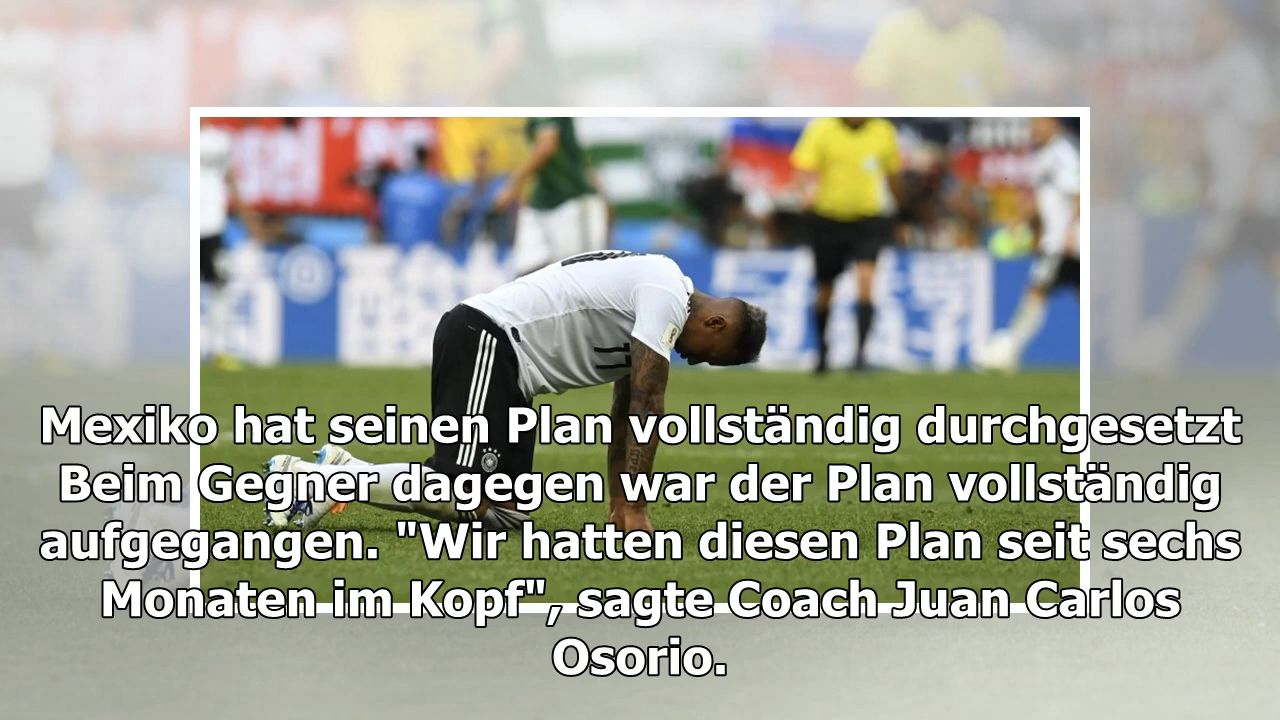 Mexiko hat seinen Plan vollständig durchgesetzt
Beim Gegner dagegen war der Plan vollständig
aufgegangen. "Wir hatten diesen Plan seit sechs
Monaten im Kopf", sagte Coach Juan Carlos
Osorio.
17